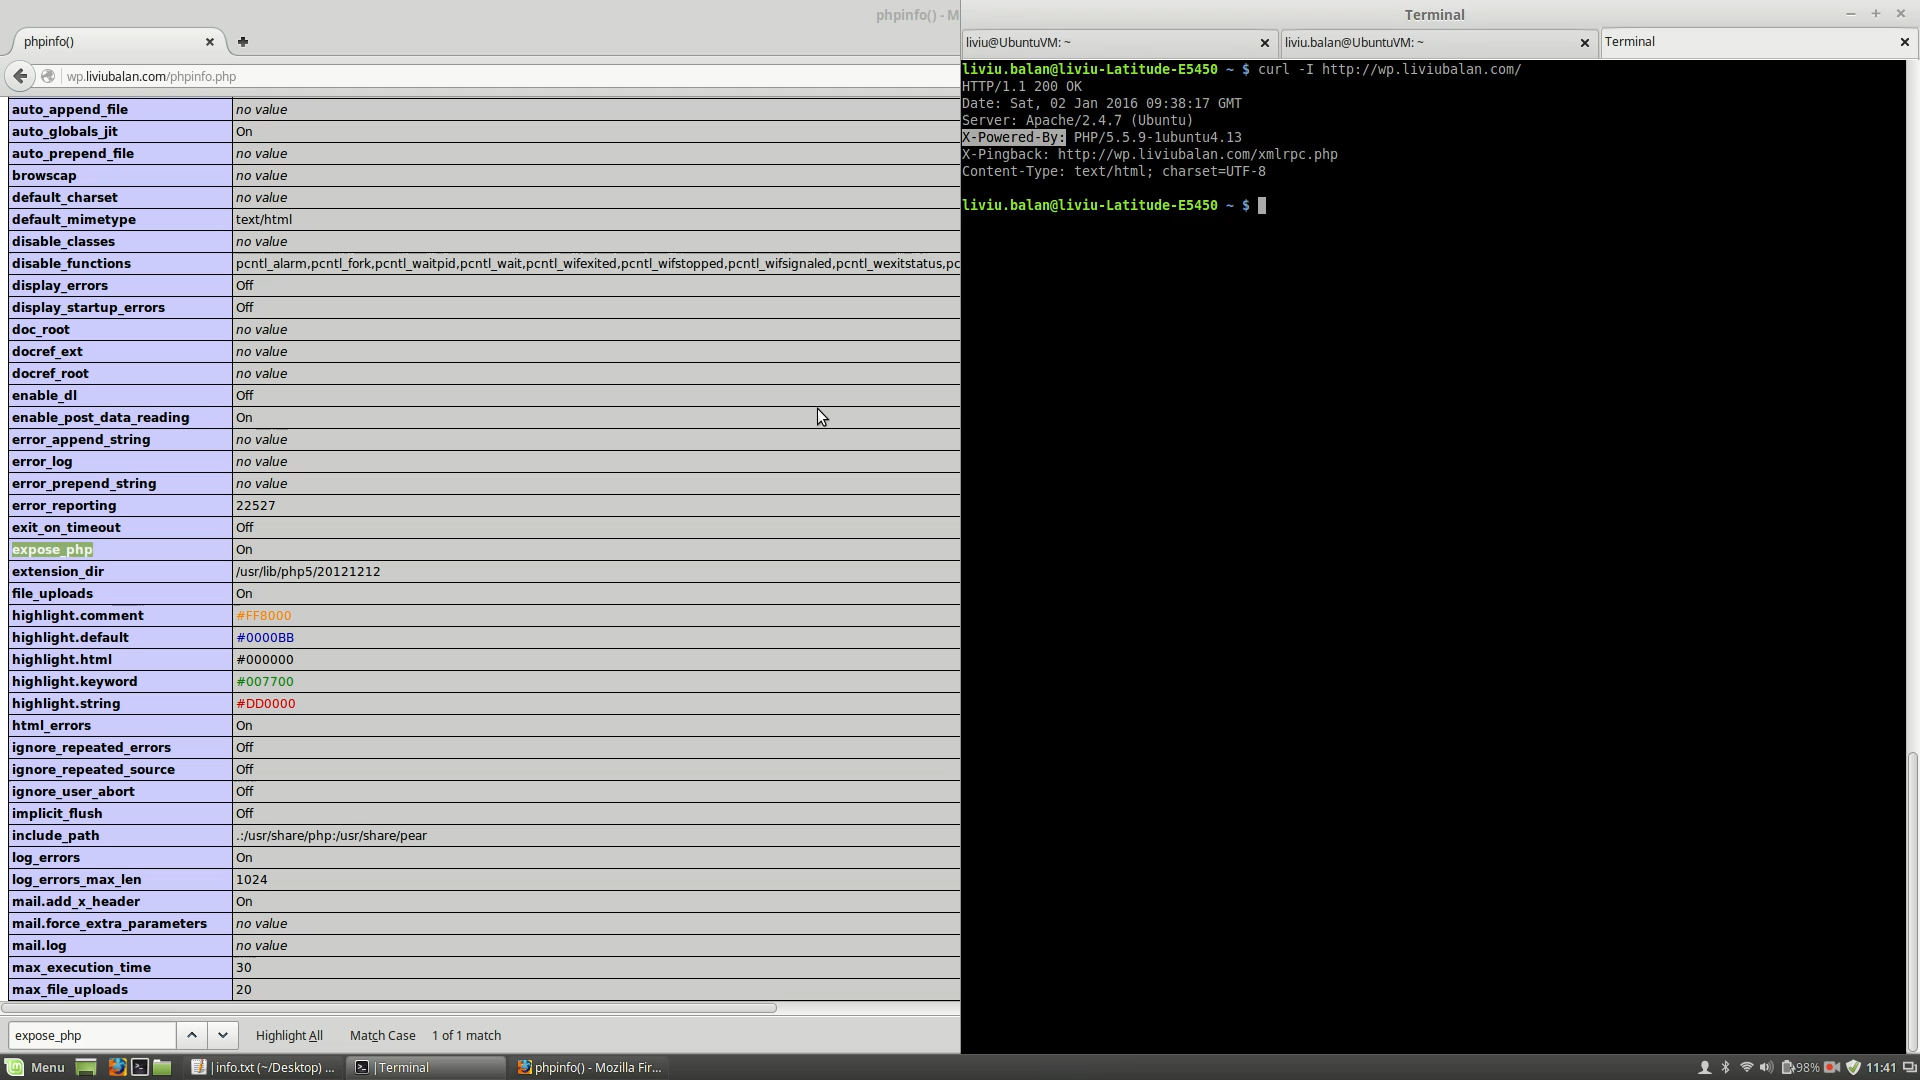 phpinfo() - M
phpinfo()
wp.liviubalan.com/phpinfo.php
auto_append_file no value
auto_globals_jit On
auto_prepend_file no value
browscap no value
default_charset no value
default_mimetype text/html
disable_classes no value
disable_functions pcntl_alarm,pcntl_fork,pcntl_waitpid,pcntl_wait,pcntl_wifexited,pcntl_wifstopped,pcntl_wifsignaled,pcntl_wexitstatus,pc
display_errors Off
display_startup_errors Off
doc_root no value
docref_ext no value
docref_root no value
enable_dl Off
enable_post_data_reading On
error_append_string no value
error_log no value
error_prepend_string no value
error_reporting 22527
exit_on_timeout Off
expose_php On
extension_dir /usr/lib/php5/20121212
file_uploads On
highlight.comment #FF8000
highlight.default #0000BB
highlight.html #000000
highlight.keyword #007700
highlight.string #DD0000
html_errors On
ignore_repeated_errors Off
ignore_repeated_source Off
ignore_user_abort Off
implicit_flush Off
include_path .:/usr/share/php:/usr/share/pear
log_errors On
log_errors_max_len 1024
mail.add_x_header On
mail.force_extra_parameters no value
mail.log no value
max_execution_time 30
max_file_uploads 20
expose_php Highlight All Match Case 1 of 1 match
Terminal
liviu@UbuntuVM: ~ liviu.balan@UbuntuVM: ~ Terminal
liviu.balan@liviu-Latitude-E5450 ~ $ curl -I http://wp.liviubalan.com/
HTTP/1.1 200 OK
Date: Sat, 02 Jan 2016 09:38:17 GMT
Server: Apache/2.4.7 (Ubuntu)
X-Powered-By: PHP/5.5.9-1ubuntu4.13
X-Pingback: http://wp.liviubalan.com/xmlrpc.php
Content-Type: text/html; charset=UTF-8
liviu.balan@liviu-Latitude-E5450 ~ $
Menu |info.txt (~/Desktop) ... |Terminal phpinfo() - Mozilla Fir... 98% 11:41